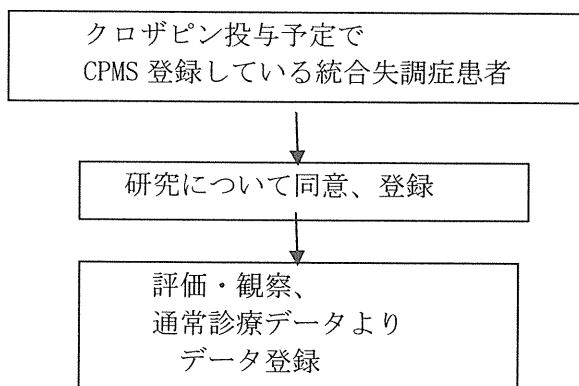 クロザピン投与予定で
CPMS 登録している統合失調症患者
研究について同意、登録
評価・観察、
通常診療データより
データ登録